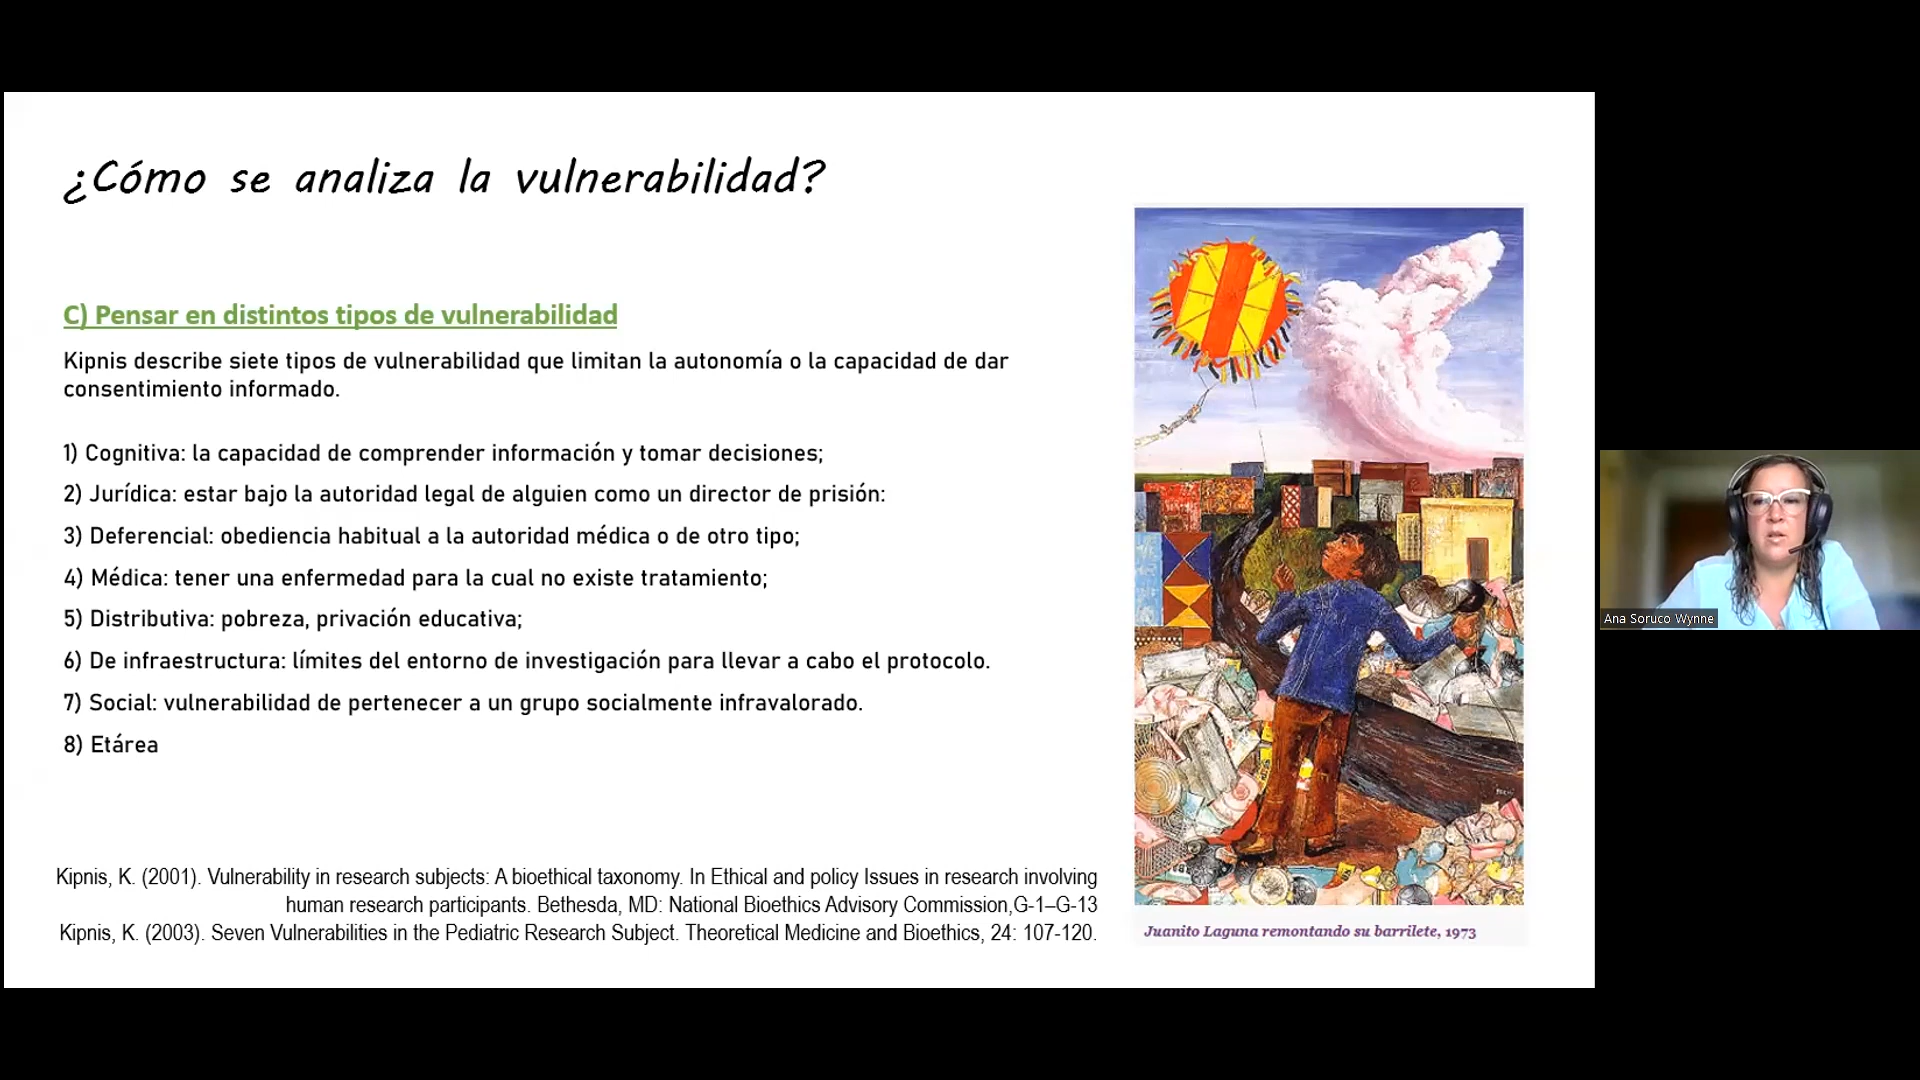 ¿Cómo se analiza la vulnerabilidad?
C) Pensar en distintos tipos de vulnerabilidad
Kipnis describe siete tipos de vulnerabilidad que limitan la autonomía o la capacidad de dar
consentimiento informado.
1) Cognitiva: la capacidad de comprender información y tomar decisiones;
2) Jurídica: estar bajo la autoridad legal de alguien como un director de prisión:
3) Deferencial: obediencia habitual a la autoridad médica o de otro tipo;
4) Médica: tener una enfermedad para la cual no existe tratamiento;
5) Distributiva: pobreza, privación educativa;
6) De infraestructura: límites del entorno de investigación para llevar a cabo el protocolo.
7) Social: vulnerabilidad de pertenecer a un grupo socialmente infravalorado.
8) Etárea
Kipnis, K. (2001). Vulnerability in research subjects: A bioethical taxonomy. In Ethical and policy Issues in research involving
human research participants. Bethesda, MD: National Bioethics Advisory Commission,G-1–G-13
Kipnis, K. (2003). Seven Vulnerabilities in the Pediatric Research Subject. Theoretical Medicine and Bioethics, 24: 107-120.
Juanito Laguna remontando su barrilete, 1973
Ana Soruco Wynne